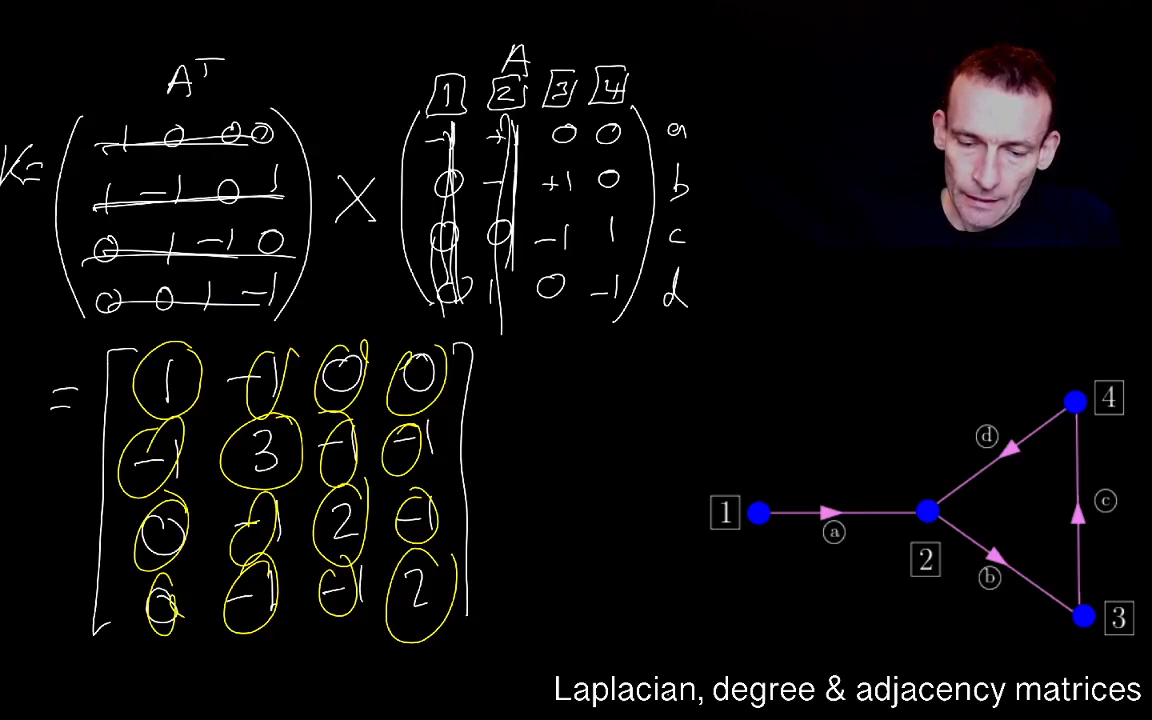 Aᵀ A
1 2 3 4
K= -1 0 0 0 × -1 +1 0 0 a
1 -1 0 1 0 -1 +1 0 b
0 1 -1 0 0 0 -1 1 c
0 0 1 -1 0 1 0 -1 d
= 1 -1 0 0
-1 3 -1 -1
0 -1 2 -1
0 -1 -1 2
4
d
c
1
a
2
b
3
Laplacian, degree & adjacency matrices